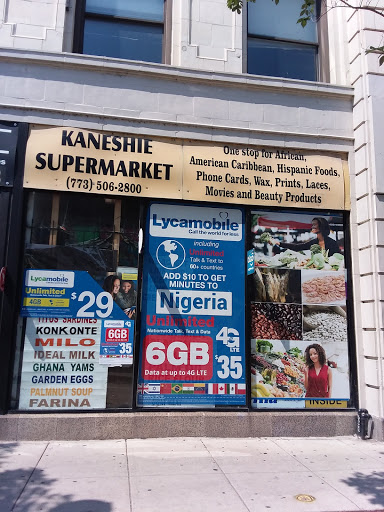 KANESHIE
SUPERMARKET
(773) 506-2800
One stop for African,
American Caribbean, Hispanic Foods,
Phone Cards, Wax, Prints, Laces,
Movies and Beauty Products
Lycamobile
Call the world for less
including
Unlimited
Talk & Text to
60+ countries
ADD $10 TO GET
MINUTES TO
Nigeria
Unlimited
Nationwide Talk, Text & Data
6GB
Data at up to 4G LTE
4G
LTE
$35
Lycamobile
Unlimited
4GB
$29
6GB
$35
TITUS SARDINES
KONKONTE
MILO
IDEAL MILK
GHANA YAMS
GARDEN EGGS
PALMNUT SOUP
FARINA
INSIDE